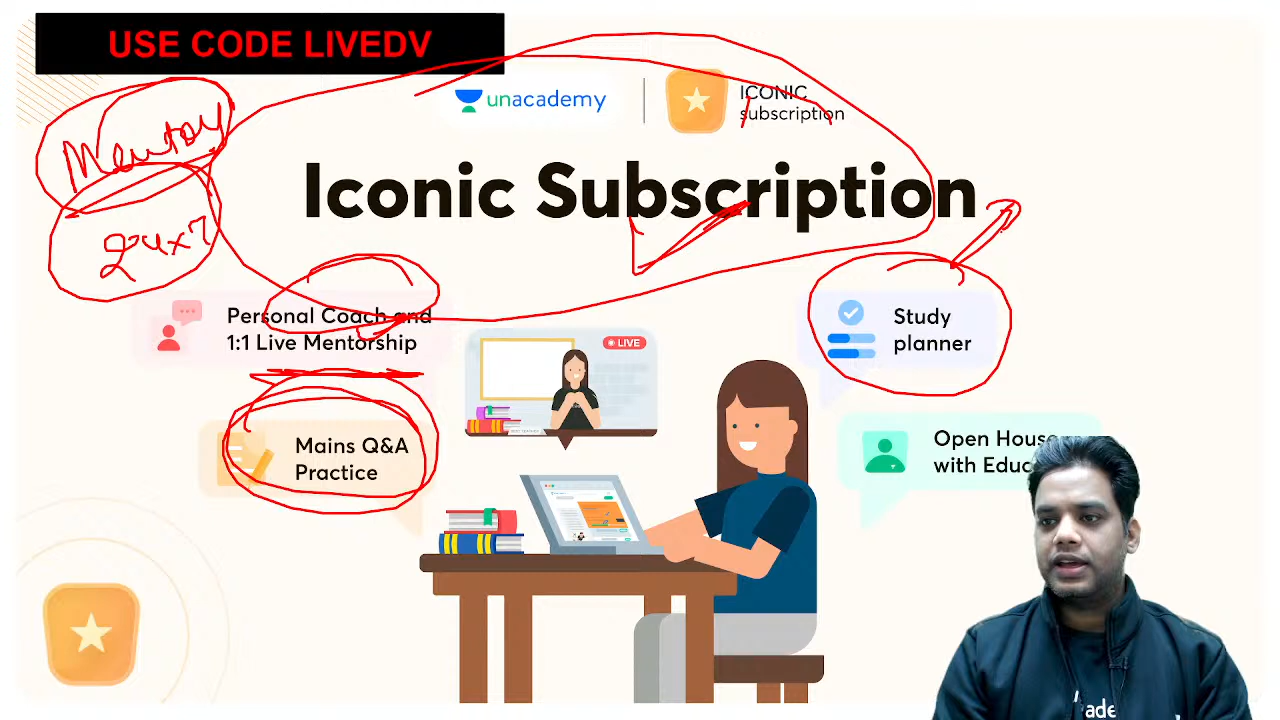 USE CODE LIVEDV
unacademy
ICONIC
subscription
Mentor
24x7
Iconic Subscription
Personal Coach and
1:1 Live Mentorship
Study
planner
LIVE
Mains Q&A
Practice
Open House
with Educ